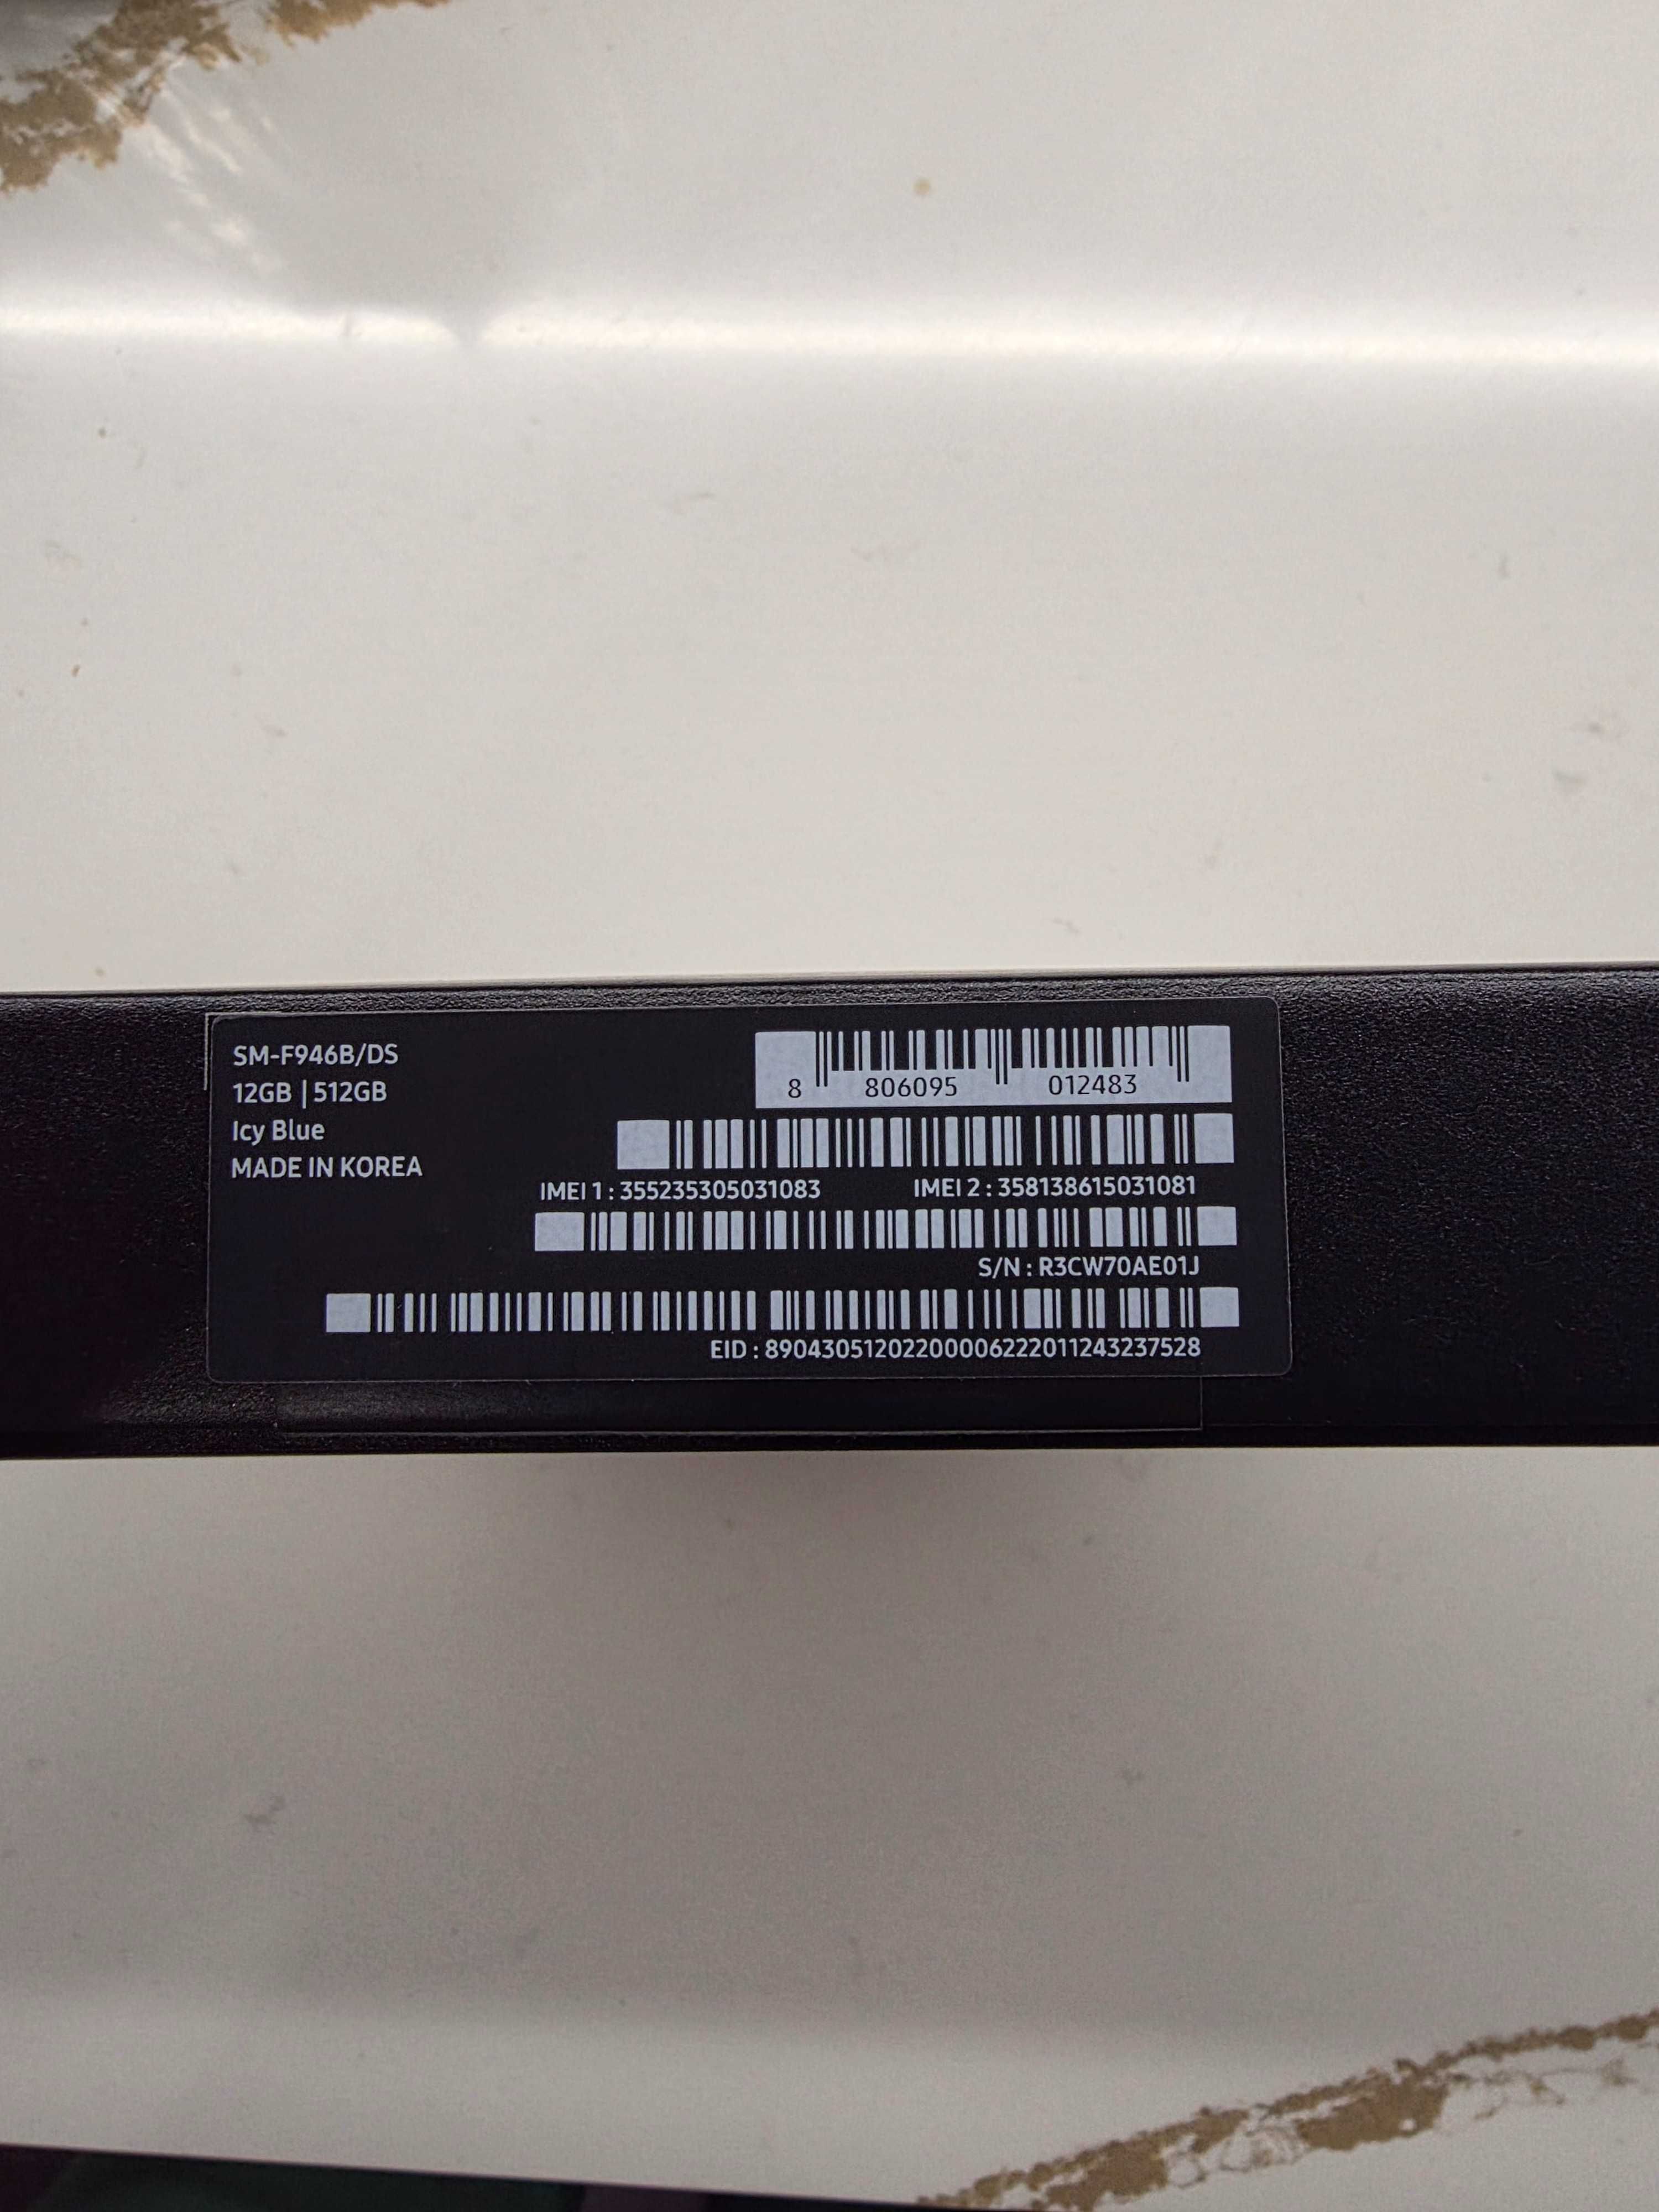 SM-F946B/DS
12GB | 512GB
Icy Blue
MADE IN KOREA
8 806095 012483
IMEI 1 : 355235305031083 IMEI 2 : 358138615031081
S/N : R3CW70AE01J
EID : 89043051202200006222011243237528